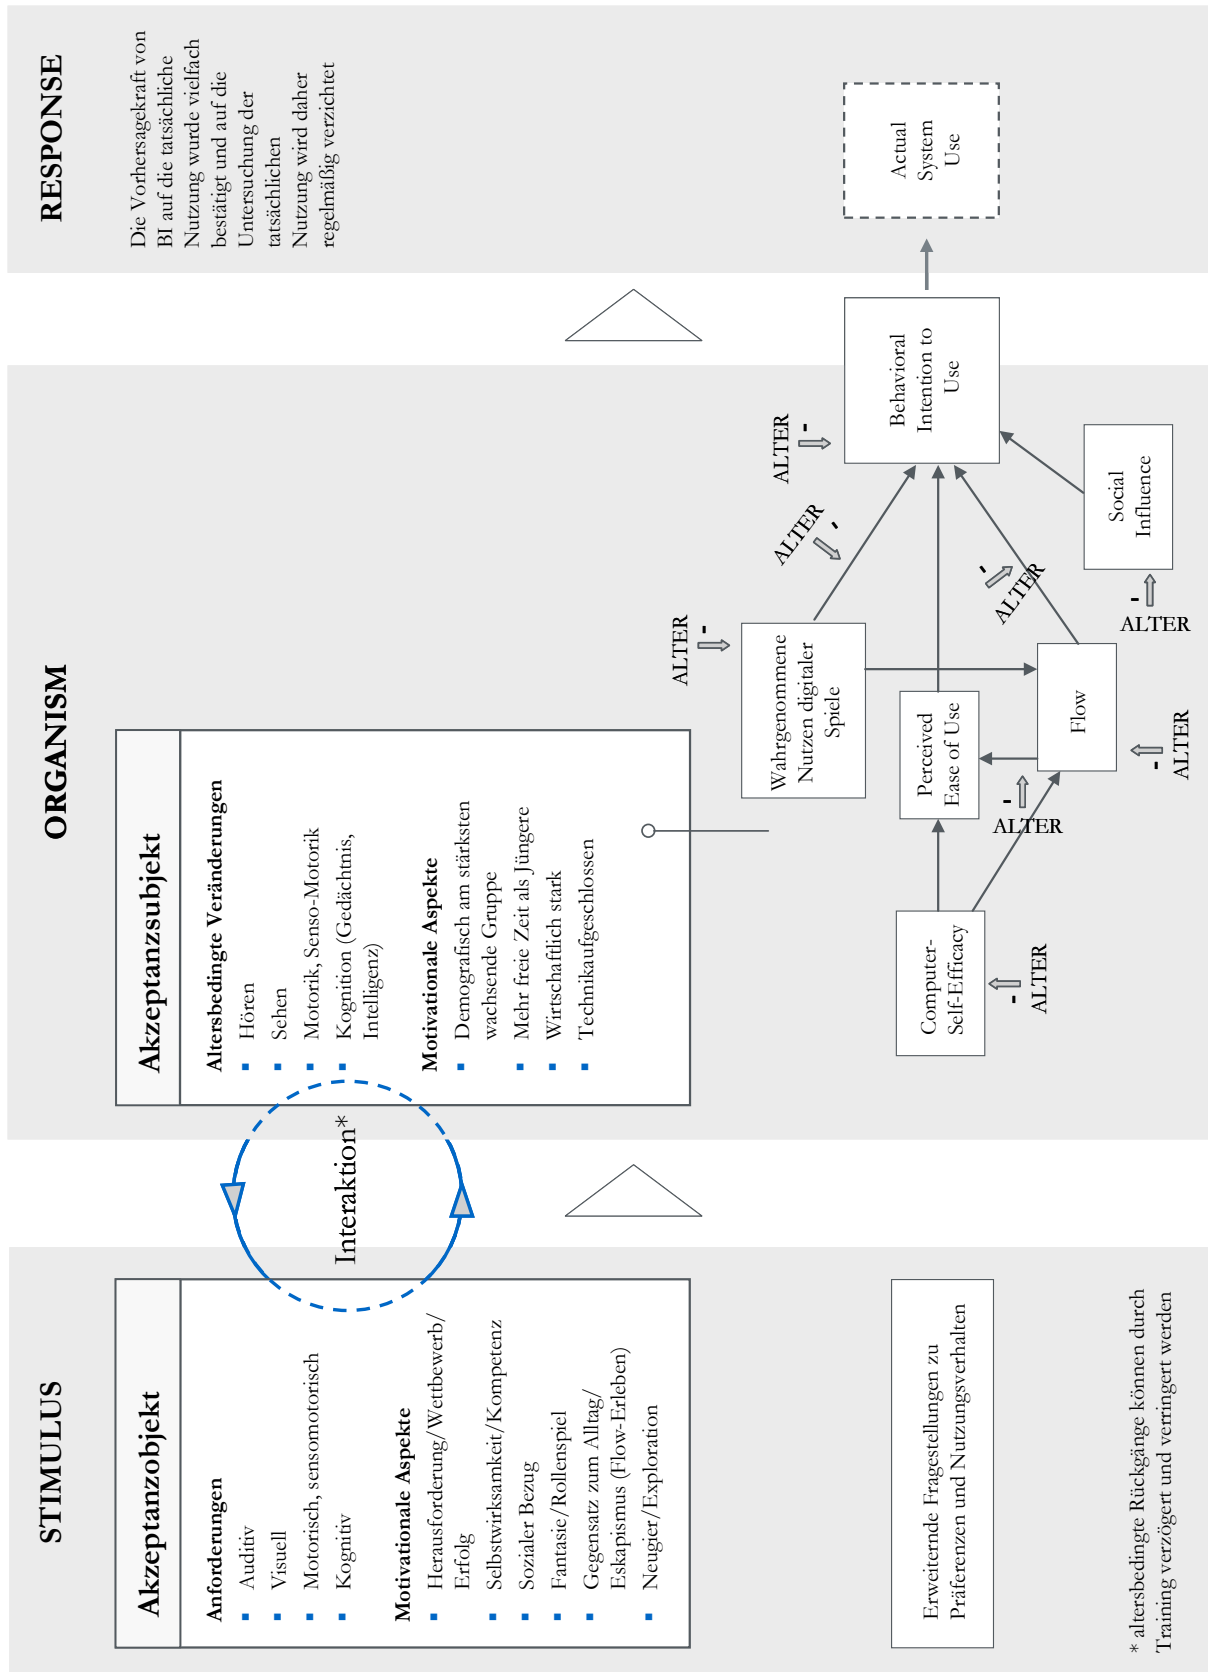 STIMULUS
Akzeptanzobjekt
Anforderungen
▪ Auditiv
▪ Visuell
▪ Motorisch, sensomotorisch
▪ Kognitiv
Motivationale Aspekte
▪ Herausforderung/Wettbewerb/
Erfolg
▪ Selbstwirksamkeit/Kompetenz
▪ Sozialer Bezug
▪ Fantasie/Rollenspiel
▪ Gegensatz zum Alltag/
Eskapismus (Flow-Erleben)
▪ Neugier/Exploration
Erweiternde Fragestellungen zu
Präferenzen und Nutzungsverhalten
* altersbedingte Rückgänge können durch
Training verzögert und verringert werden
Interaktion*
ORGANISM
Akzeptanzsubjekt
Altersbedingte Veränderungen
▪ Hören
▪ Sehen
▪ Motorik, Senso-Motorik
▪ Kognition (Gedächtnis,
Intelligenz)
Motivationale Aspekte
▪ Demografisch am stärksten
wachsende Gruppe
▪ Mehr freie Zeit als Jüngere
▪ Wirtschaftlich stark
▪ Technikaufgeschlossen
ALTER
-
Wahrgenommene
Nutzen digitaler
Spiele
ALTER
-
ALTER
-
Computer-
Self-Efficacy
-
ALTER
Perceived
Ease of Use
-
ALTER
Flow
-
ALTER
-
ALTER
Social
Influence
-
ALTER
Behavioral
Intention to
Use
RESPONSE
Die Vorhersagekraft von
BI auf die tatsächliche
Nutzung wurde vielfach
bestätigt und auf die
Untersuchung der
tatsächlichen
Nutzung wird daher
regelmäßig verzichtet
Actual
System
Use